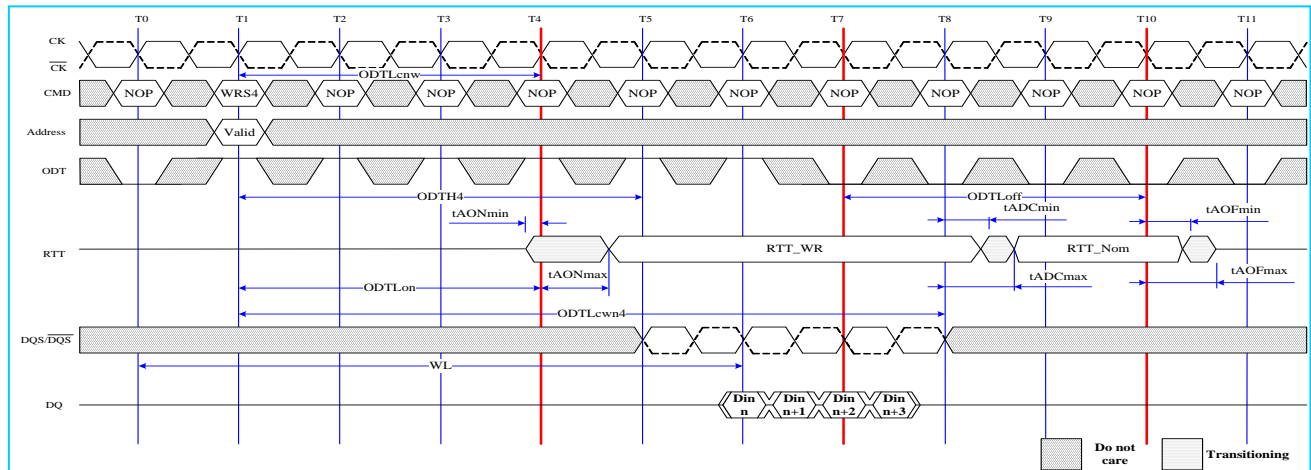 T0 T1 T2 T3 T4 T5 T6 T7 T8 T9 T10 T11
CK
CK
ODTLcnw
CMD NOP WRS4 NOP NOP NOP NOP NOP NOP NOP NOP NOP NOP
Address Valid
ODT
ODTH4 ODTLoff
tAONmin tADCmin tAOFmin
RTT RTT_WR RTT_Nom
tAONmax tADCmax tAOFmax
ODTLon
ODTLcwn4
DQS/DQS
WL
DQ Din n Din n+1 Din n+2 Din n+3
Do not care Transitioning